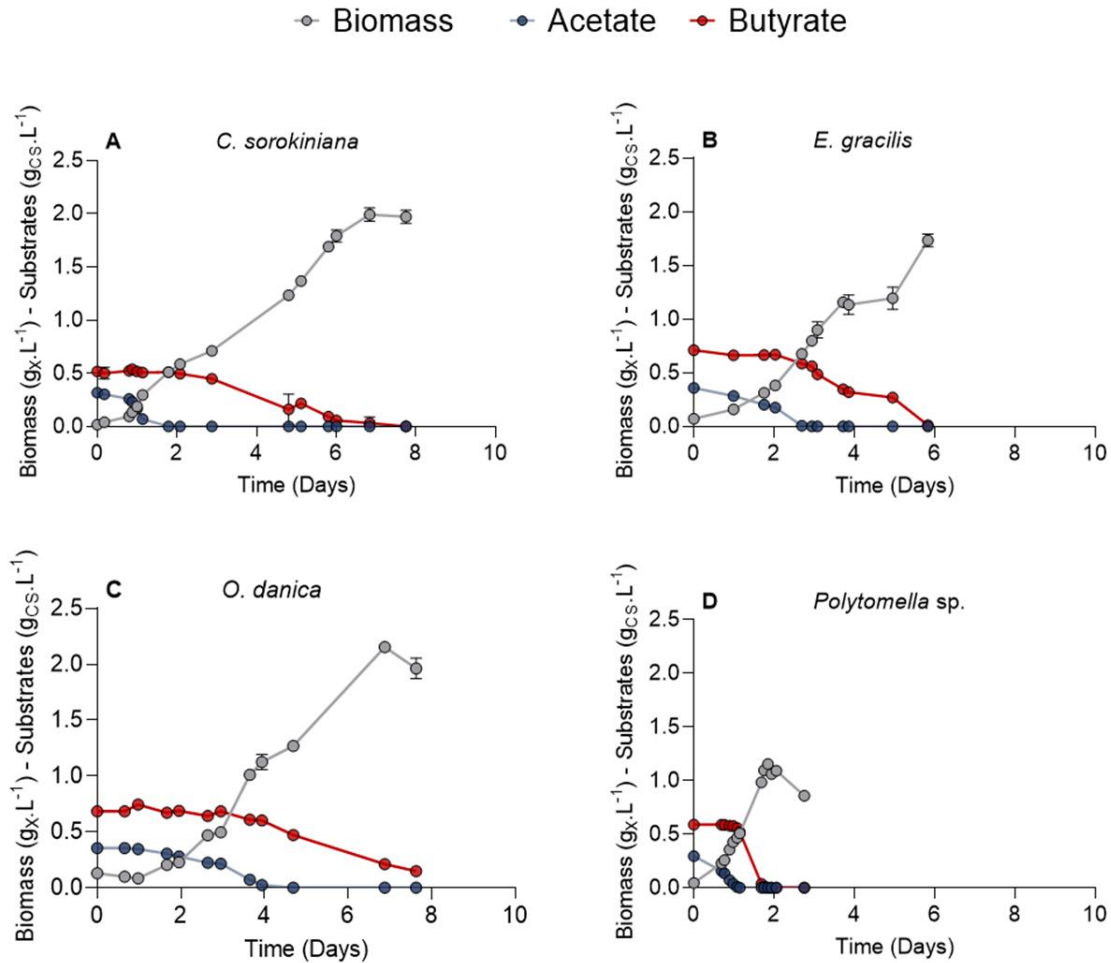 Biomass Acetate Butyrate
A C. sorokiniana
Biomass (gX.L-1) - Substrates (gCS.L-1)
2.5
2.0
1.5
1.0
0.5
0.0
0 2 4 6 8 10
Time (Days)
B E. gracilis
Biomass (gX.L-1) - Substrates (gCS.L-1)
2.5
2.0
1.5
1.0
0.5
0.0
0 2 4 6 8 10
Time (Days)
C O. danica
Biomass (gX.L-1) - Substrates (gCS.L-1)
2.5
2.0
1.5
1.0
0.5
0.0
0 2 4 6 8 10
Time (Days)
D Polytomella sp.
Biomass (gX.L-1) - Substrates (gCS.L-1)
2.5
2.0
1.5
1.0
0.5
0.0
0 2 4 6 8 10
Time (Days)